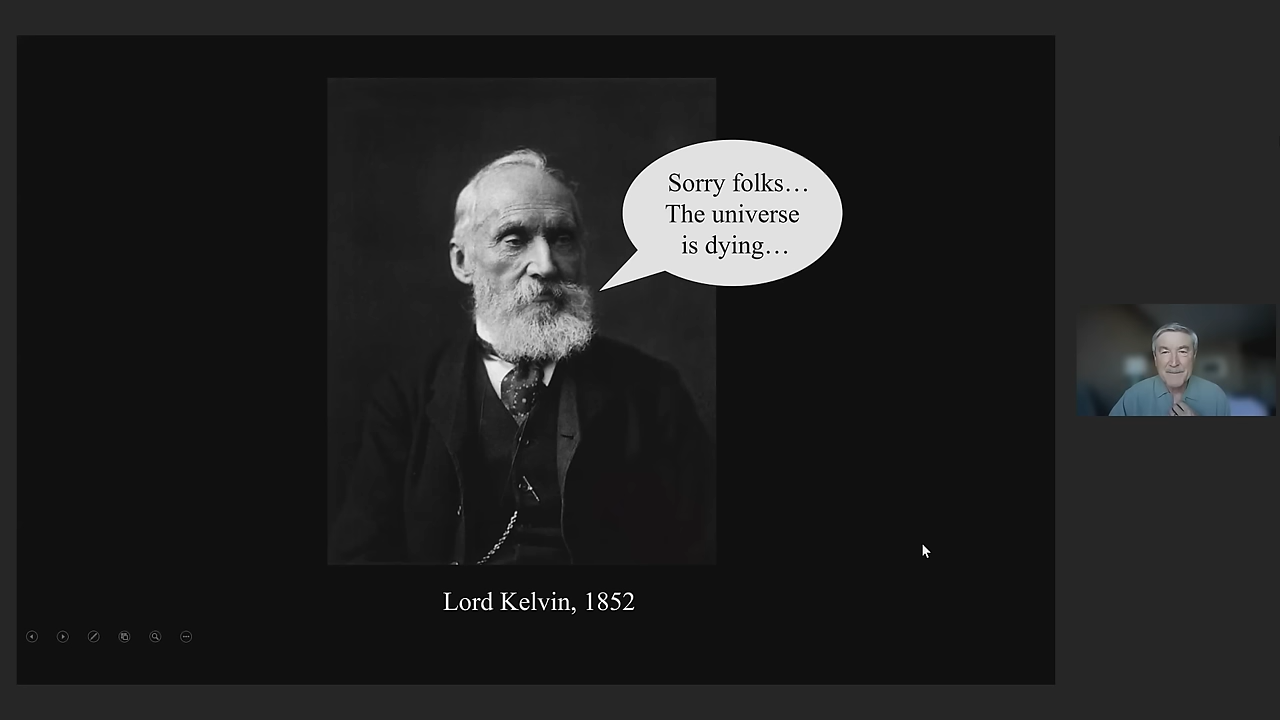 Sorry folks…
The universe
is dying…
Lord Kelvin, 1852